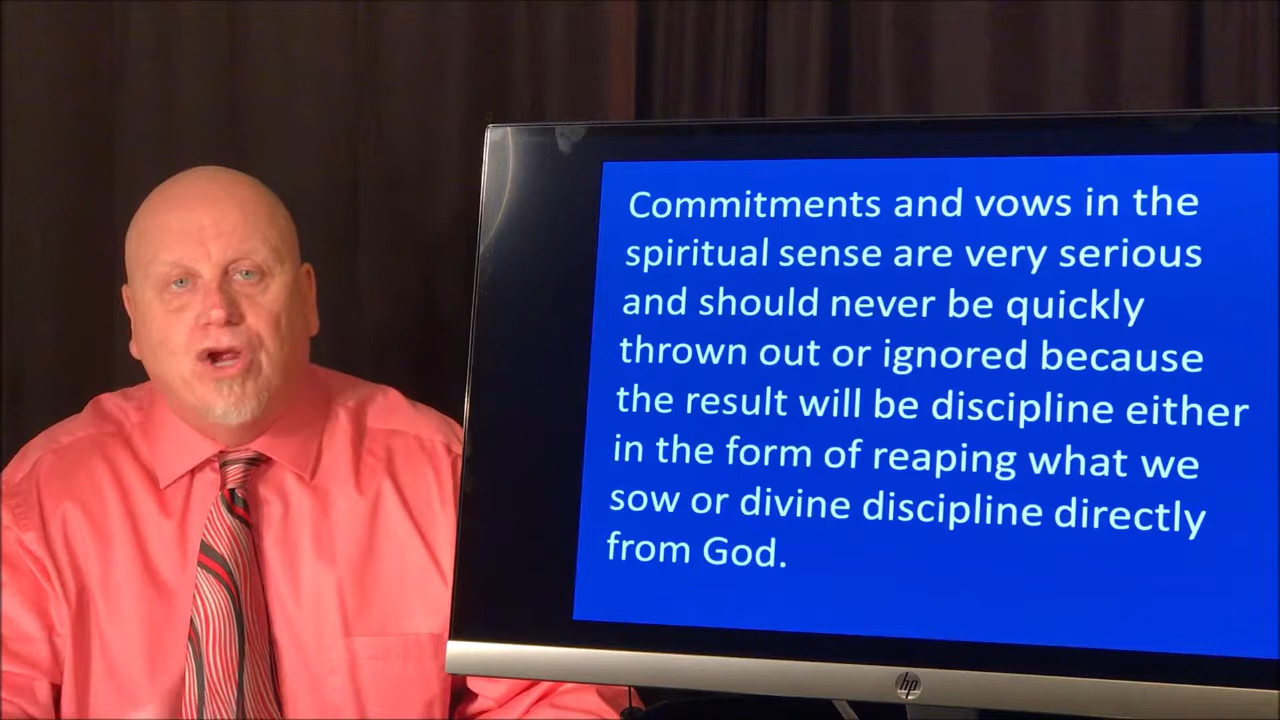 Commitments and vows in the
spiritual sense are very serious
and should never be quickly
thrown out or ignored because
the result will be discipline either
in the form of reaping what we
sow or divine discipline directly
from God.
hp